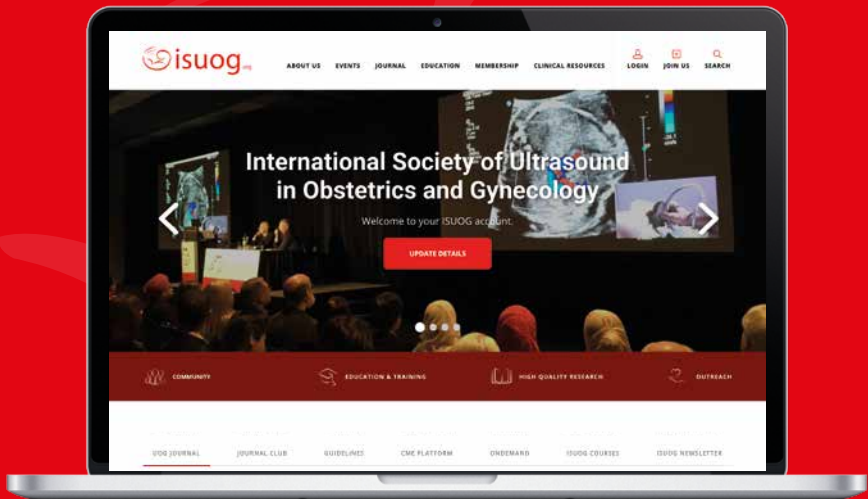 isuog.org
ABOUT US EVENTS JOURNAL EDUCATION MEMBERSHIP CLINICAL RESOURCES LOGIN JOIN US SEARCH
International Society of Ultrasound
in Obstetrics and Gynecology
Welcome to your ISUOG account.
UPDATE DETAILS
COMMUNITY EDUCATION & TRAINING HIGH QUALITY RESEARCH OUTREACH
UOG JOURNAL JOURNAL CLUB GUIDELINES CME PLATFORM ONDEMAND ISUOG COURSES ISUOG NEWSLETTER